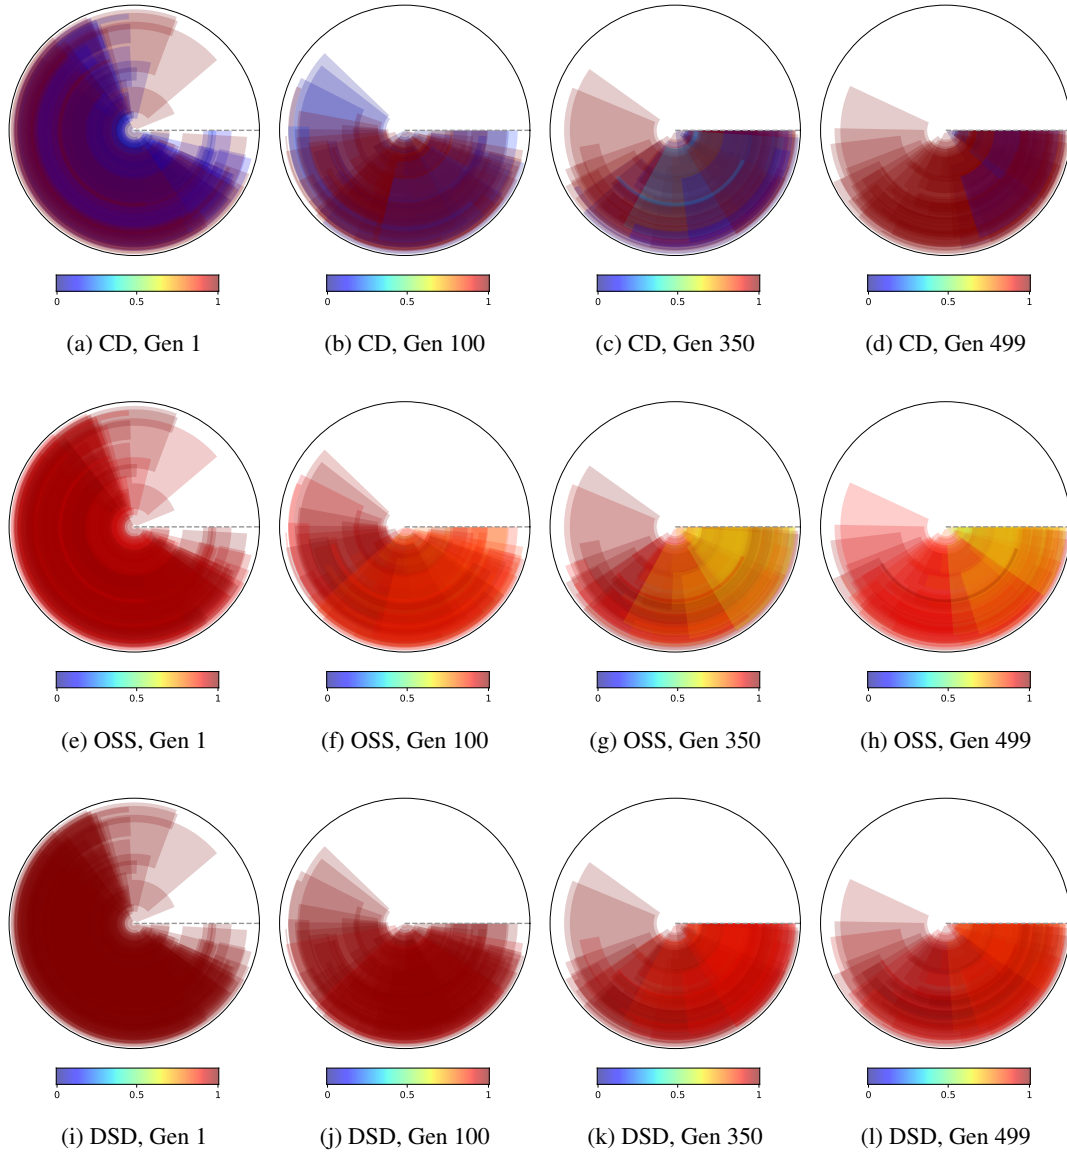 0 0.5 1 0 0.5 1 0 0.5 1 0 0.5 1
(a) CD, Gen 1 (b) CD, Gen 100 (c) CD, Gen 350 (d) CD, Gen 499
0 0.5 1 0 0.5 1 0 0.5 1 0 0.5 1
(e) OSS, Gen 1 (f) OSS, Gen 100 (g) OSS, Gen 350 (h) OSS, Gen 499
0 0.5 1 0 0.5 1 0 0.5 1 0 0.5 1
(i) DSD, Gen 1 (j) DSD, Gen 100 (k) DSD, Gen 350 (l) DSD, Gen 499